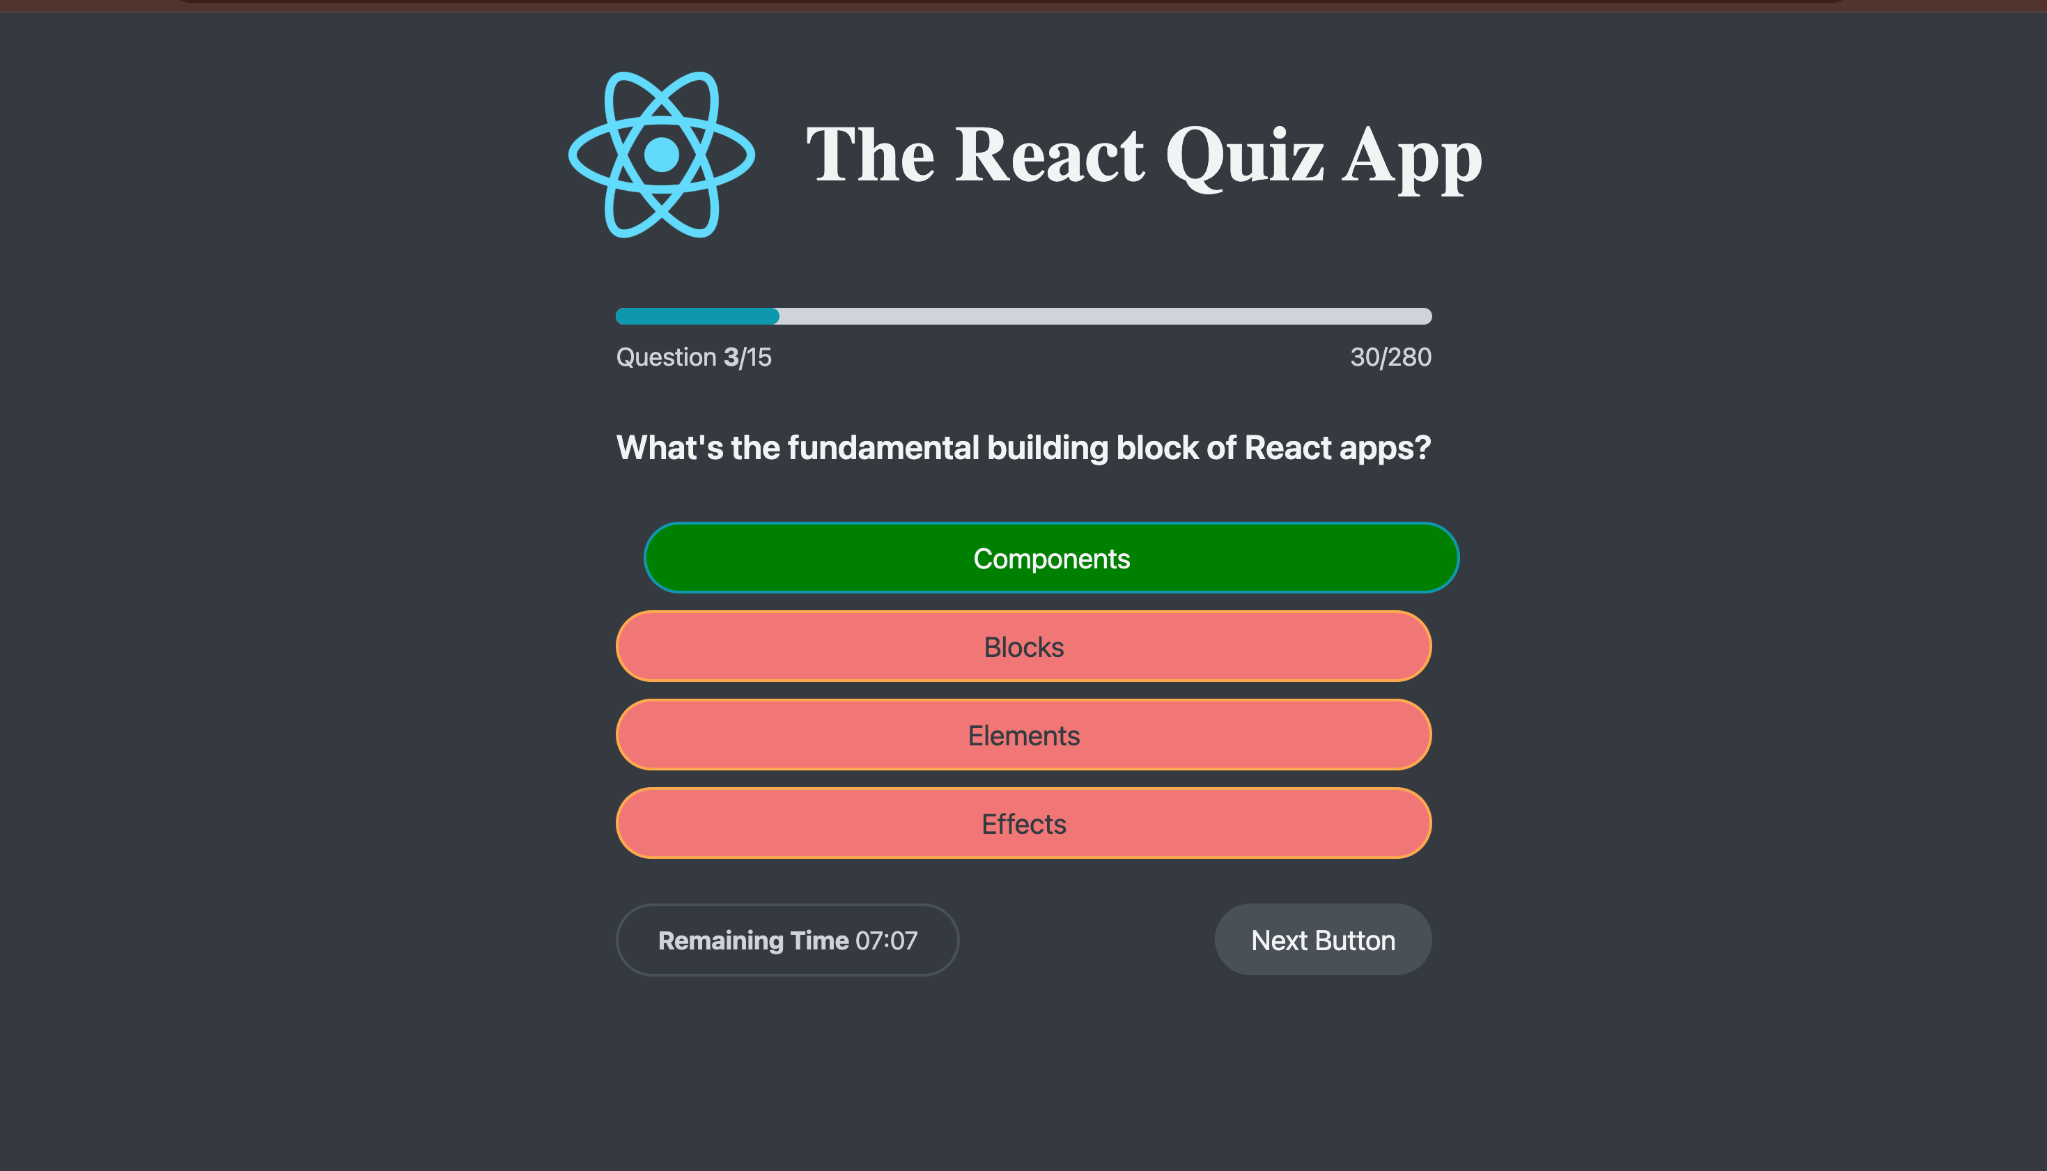 The React Quiz App
Question 3/15
30/280
What's the fundamental building block of React apps?
Components
Blocks
Elements
Effects
Remaining Time 07:07
Next Button